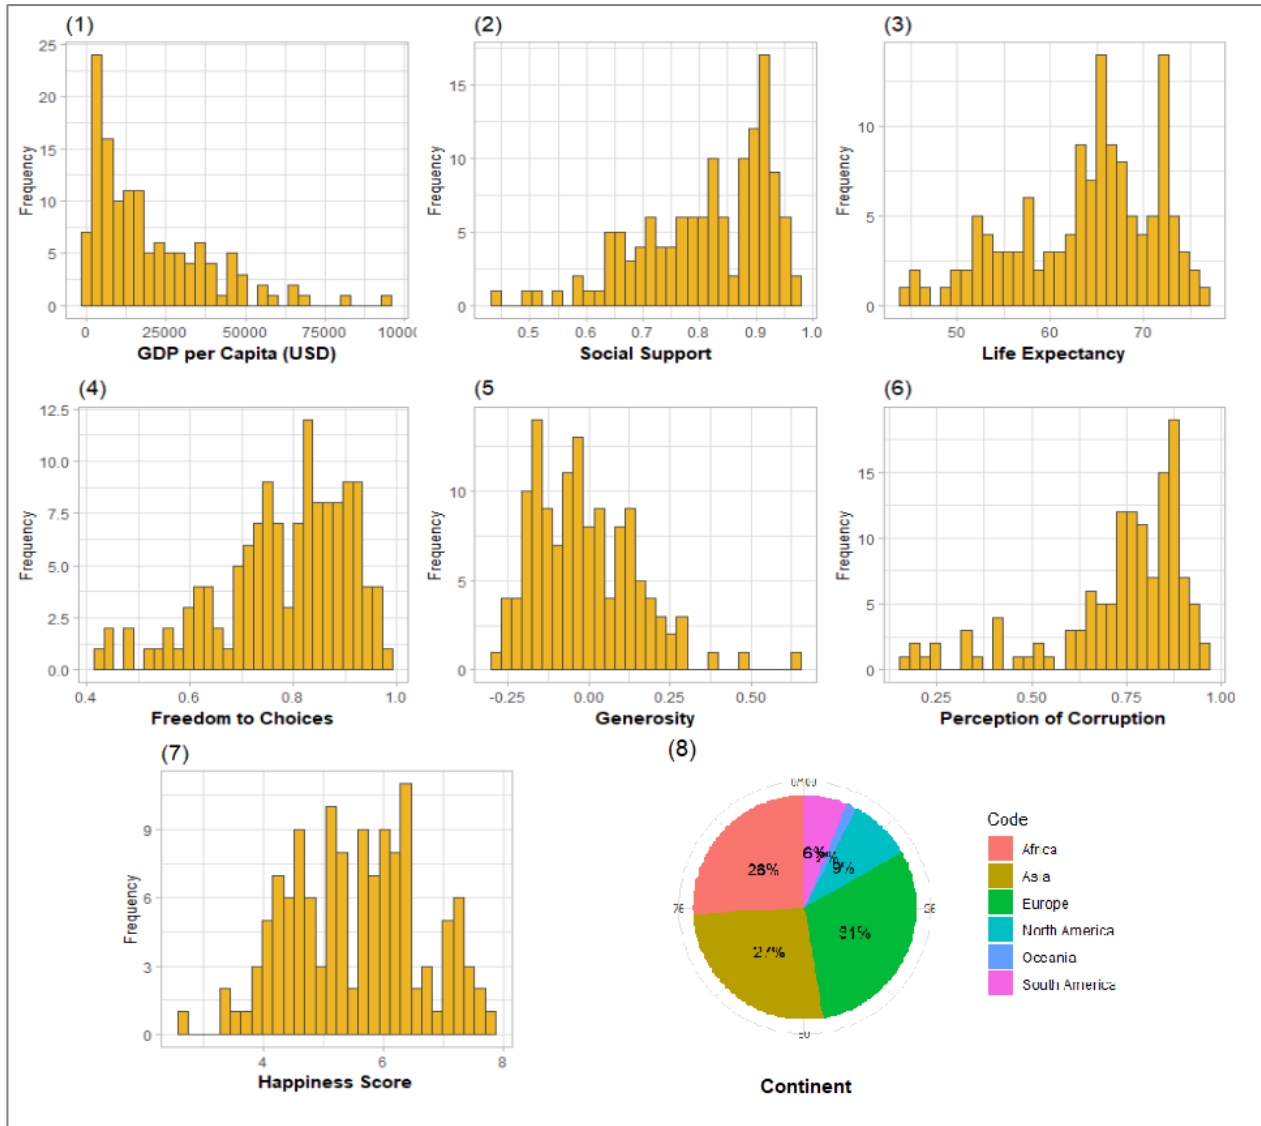 (1)
25
20
15
10
5
0
Frequency
0 25000 50000 75000 10000
GDP per Capita (USD)
(2)
15
10
5
0
Frequency
0.5 0.6 0.7 0.8 0.9 1.0
Social Support
(3)
10
5
0
Frequency
50 60 70
Life Expectancy
(4)
12.5
10.0
7.5
5.0
2.5
0.0
Frequency
0.4 0.6 0.8 1.0
Freedom to Choices
(5
10
5
0
Frequency
-0.25 0.00 0.25 0.50
Generosity
(6)
15
10
5
0
Frequency
0.25 0.50 0.75 1.00
Perception of Corruption
(7)
9
6
3
0
Frequency
4 6 8
Happiness Score
(8)
6%
9%
31%
27%
Code
Africa
Asia
Europe
North America
Oceania
South America
Continent